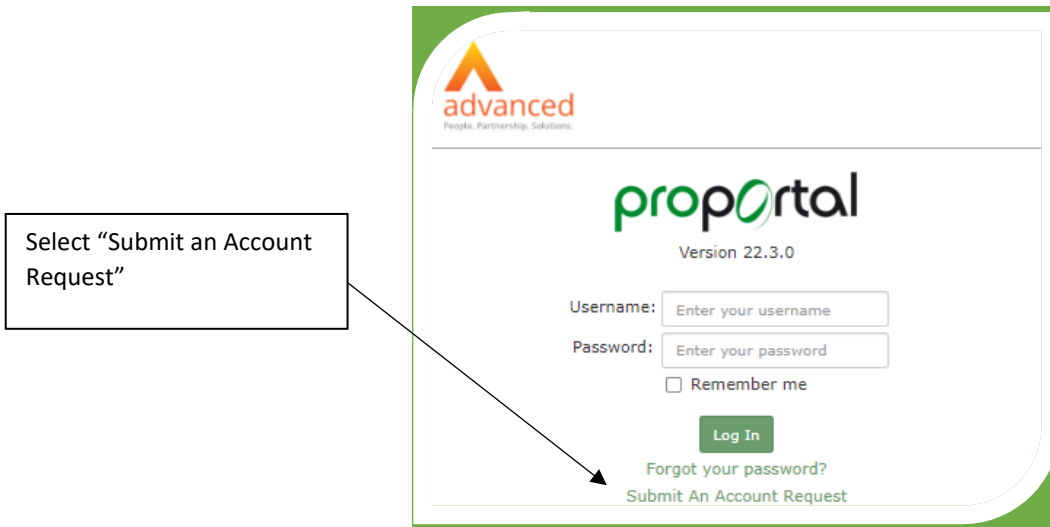 advanced
People. Partnership. Solutions.
proportal
Version 22.3.0
Select “Submit an Account
Request”
Username: Enter your username
Password: Enter your password
Remember me
Log In
Forgot your password?
Submit An Account Request